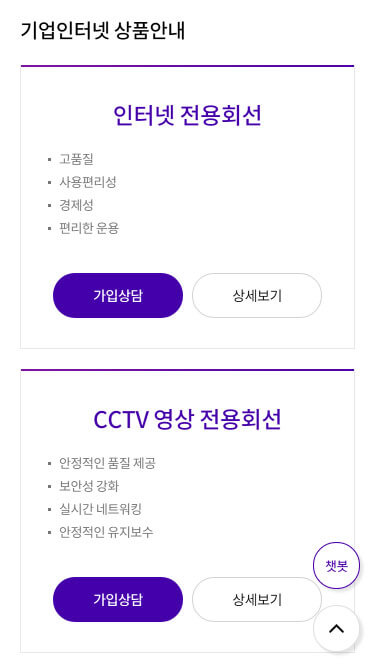 기업인터넷 상품안내
인터넷 전용회선
고품질
사용편리성
경제성
편리한 운용
가입상담 상세보기
CCTV 영상 전용회선
안정적인 품질 제공
보안성 강화
실시간 네트워킹
안정적인 유지보수
챗봇
가입상담 상세보기